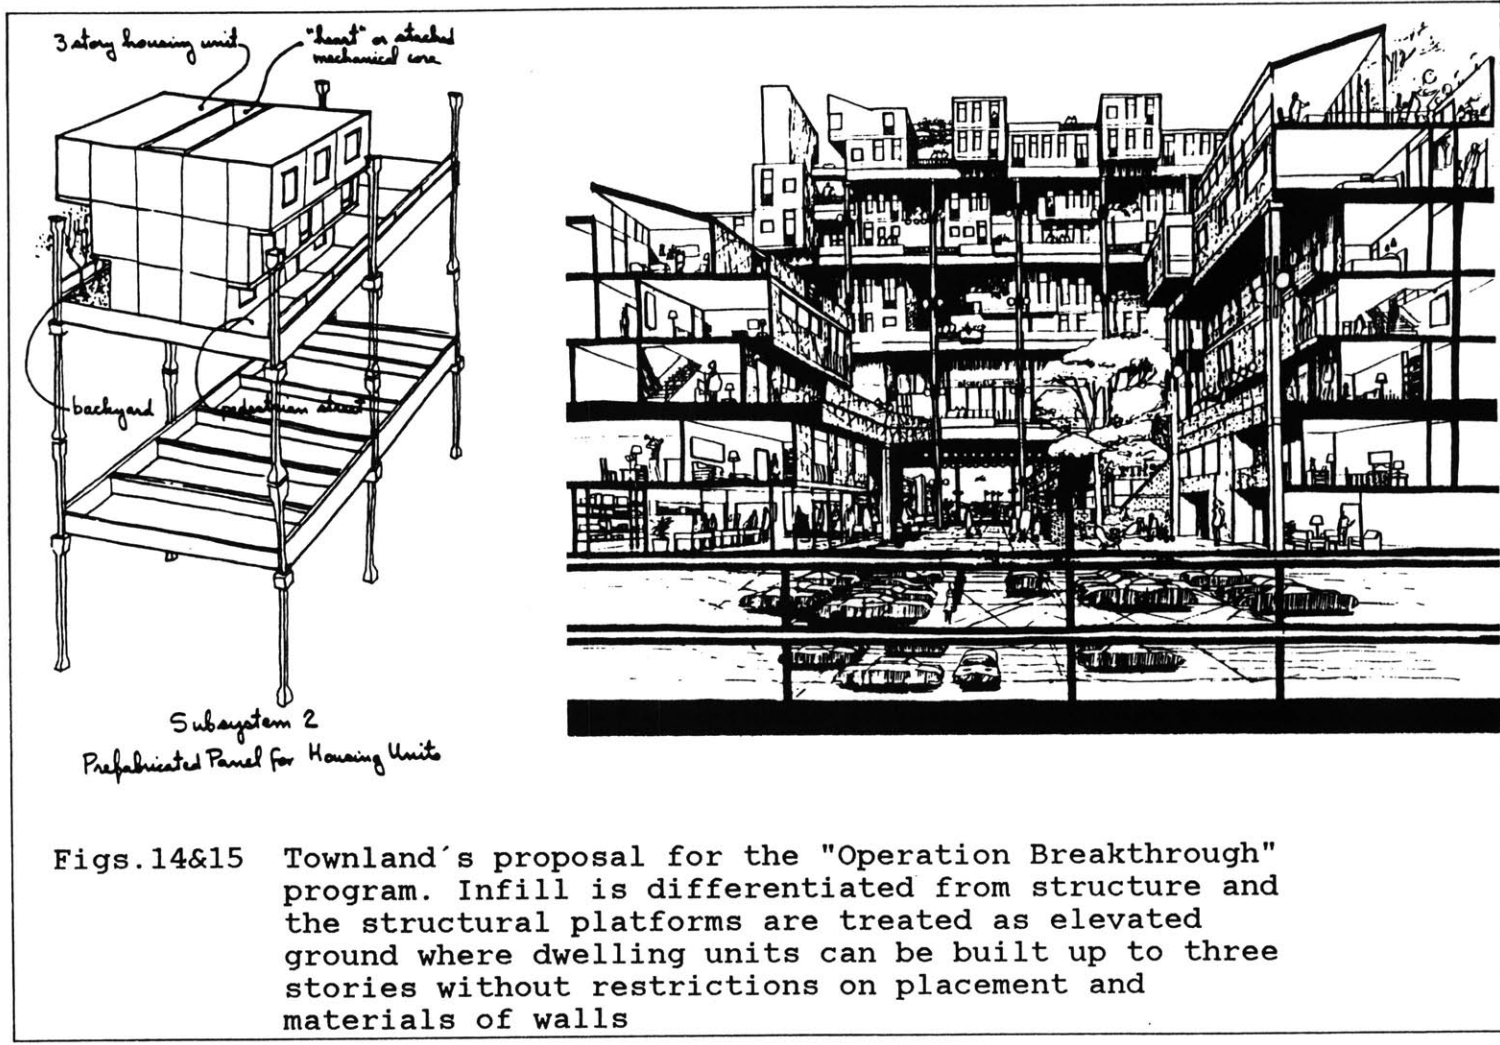 3 story housing unit
"heart" or stacked
mechanical core
backyard
pedestrian street
Subsystem 2
Prefabricated Panel for Housing Units
Figs.14&15 Townland´s proposal for the "Operation Breakthrough"
program. Infill is differentiated from structure and
the structural platforms are treated as elevated
ground where dwelling units can be built up to three
stories without restrictions on placement and
materials of walls